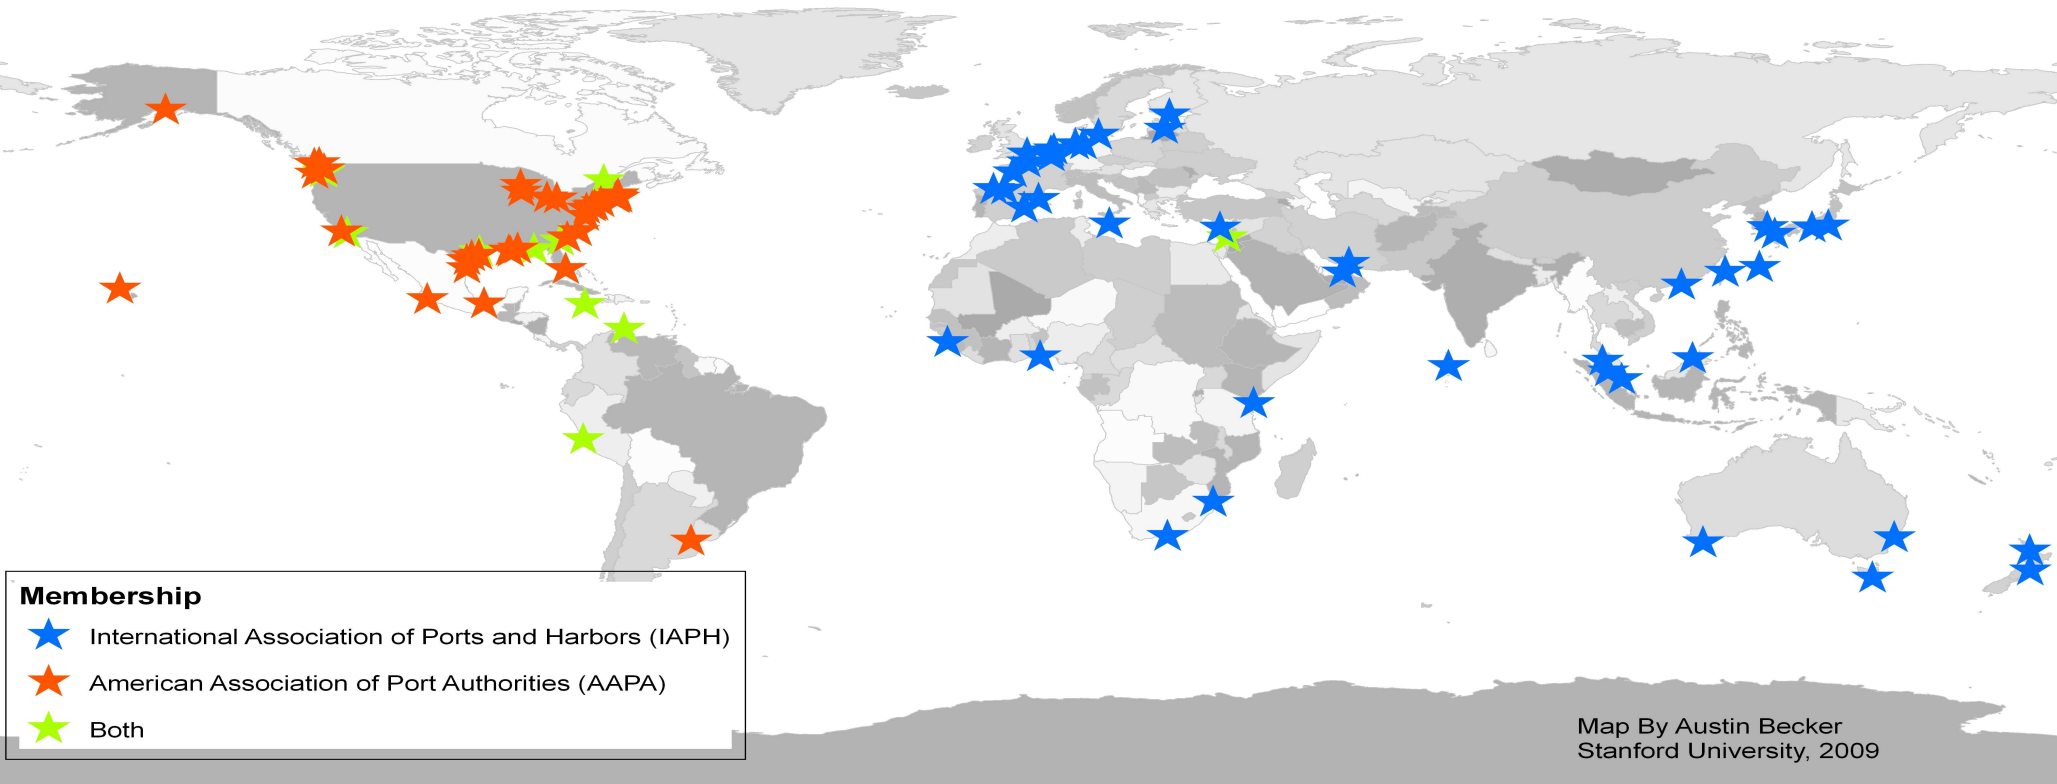 Membership
International Association of Ports and Harbors (IAPH)
American Association of Port Authorities (AAPA)
Both
Map By Austin Becker
Stanford University, 2009